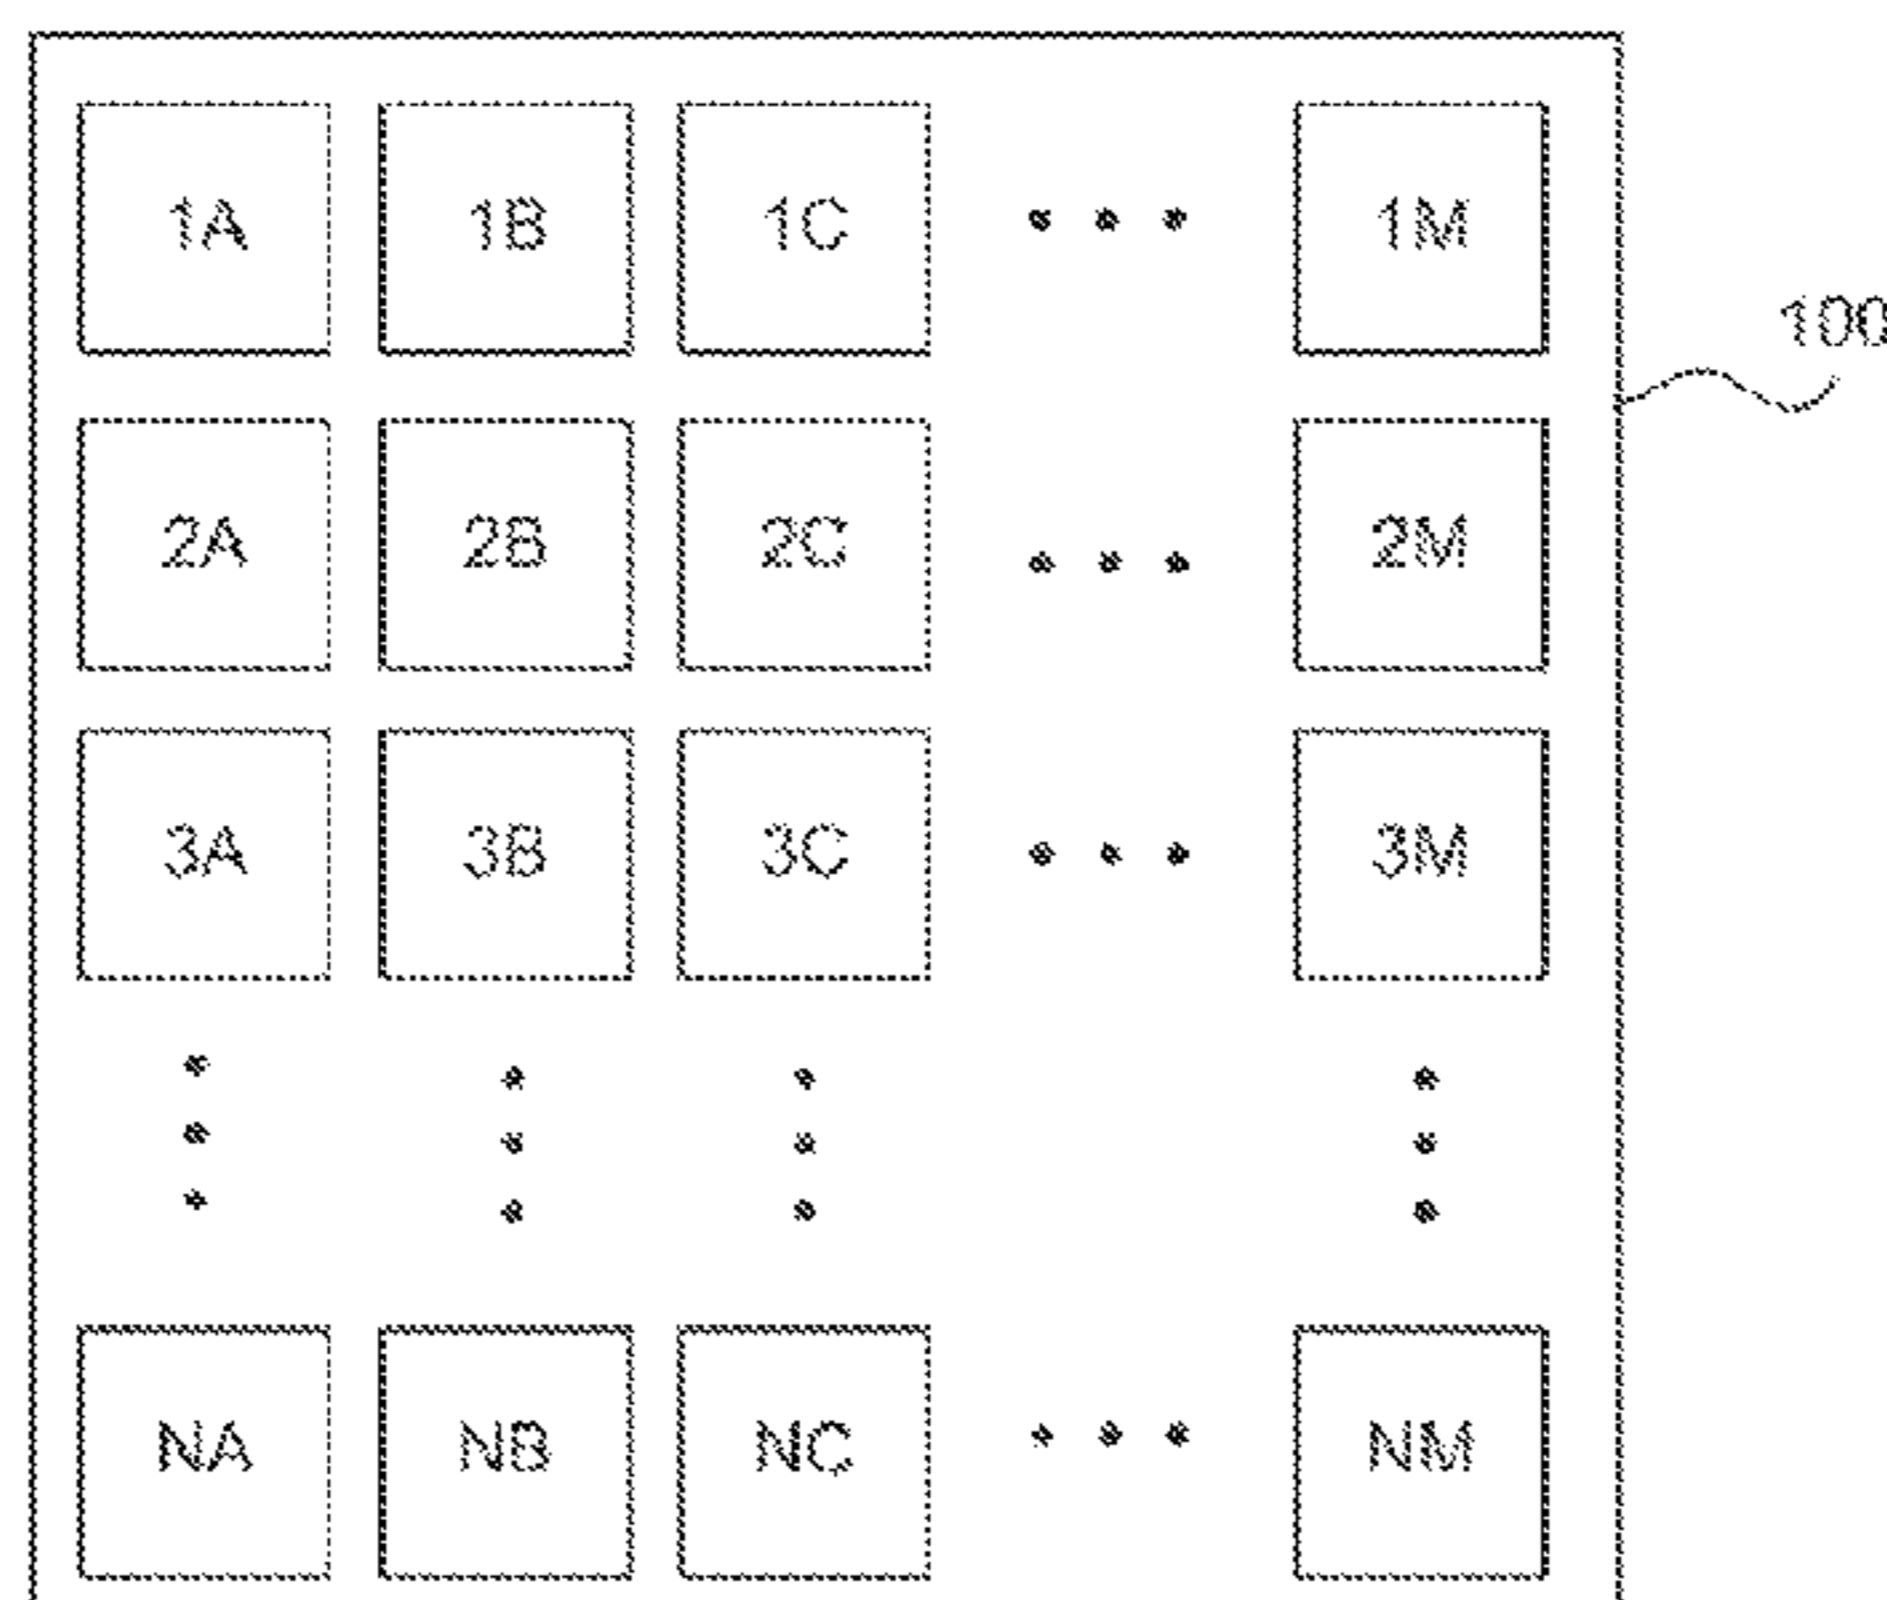 1A 1B 1C • • • 1M
100
2A 2B 2C • • • 2M
3A 3B 3C • • • 3M
NA NB NC • • • NM